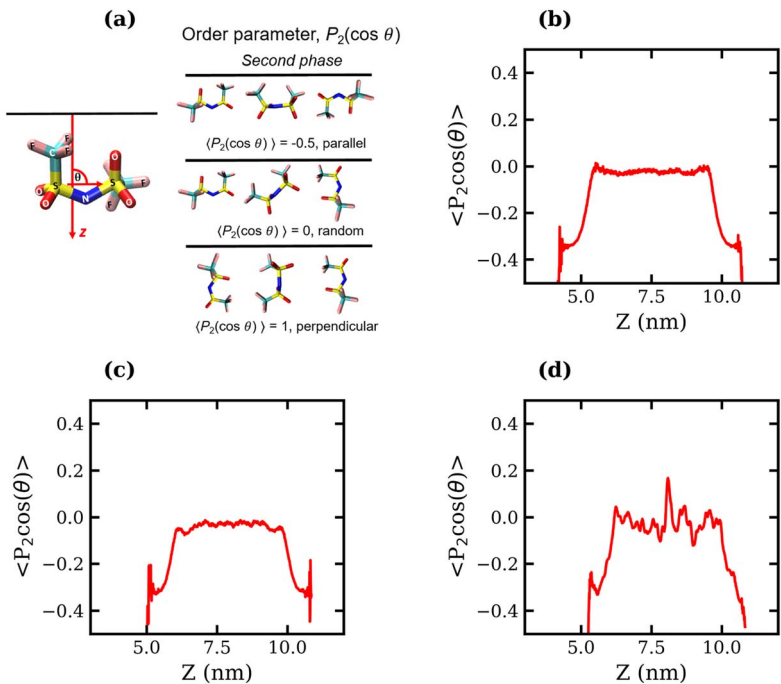 (a)
Order parameter, P₂(cos θ)
Second phase
⟨P₂(cos θ) ⟩ = -0.5, parallel
⟨P₂(cos θ) ⟩ = 0, random
⟨P₂(cos θ) ⟩ = 1, perpendicular
F
F
F
C
O
S
θ
S
F
O
O
N
O
F
z
(b)
<P₂cos(θ)>
0.4
0.2
0.0
−0.2
−0.4
5.0 7.5 10.0
Z (nm)
(c)
<P₂cos(θ)>
0.4
0.2
0.0
−0.2
−0.4
5.0 7.5 10.0
Z (nm)
(d)
<P₂cos(θ)>
0.4
0.2
0.0
−0.2
−0.4
5.0 7.5 10.0
Z (nm)